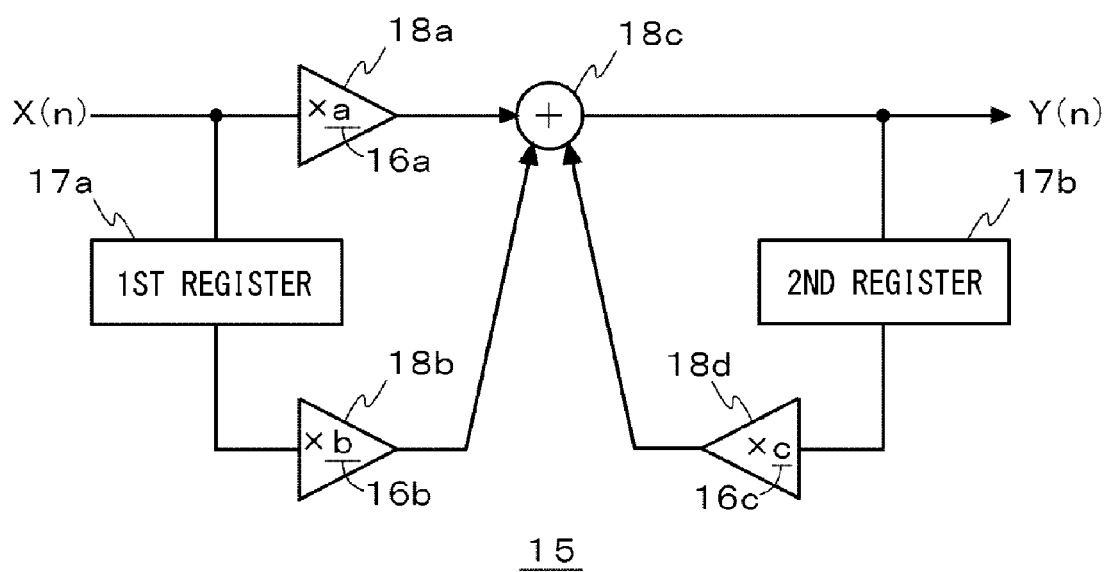 18a
18c
X(n)
×a
+
Y(n)
16a
17a
17b
1ST REGISTER
2ND REGISTER
18b
18d
×b
×c
16b
16c
15